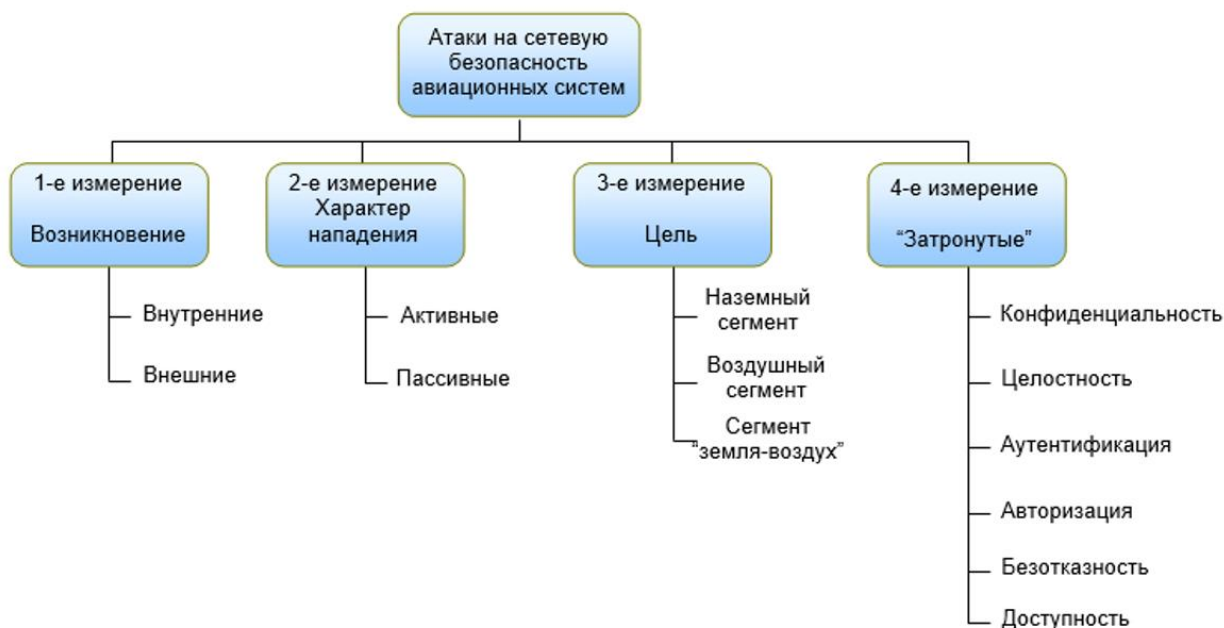 Атаки на сетевую
безопасность
авиационных систем
1-е измерение
Возникновение
2-е измерение
Характер
нападения
3-е измерение
Цель
4-е измерение
“Затронутые”
Внутренние
Внешние
Активные
Пассивные
Наземный
сегмент
Воздушный
сегмент
Сегмент
“земля-воздух”
Конфиденциальность
Целостность
Аутентификация
Авторизация
Безотказность
Доступность